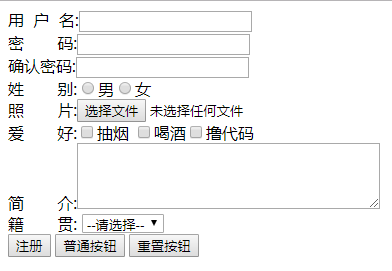 用 户 名:
密 码:
确认密码:
性 别: 男 女
照 片: 选择文件 未选择任何文件
爱 好: 抽烟 喝酒 撸代码
简 介:
籍 贯: --请选择--
注册 普通按钮 重置按钮